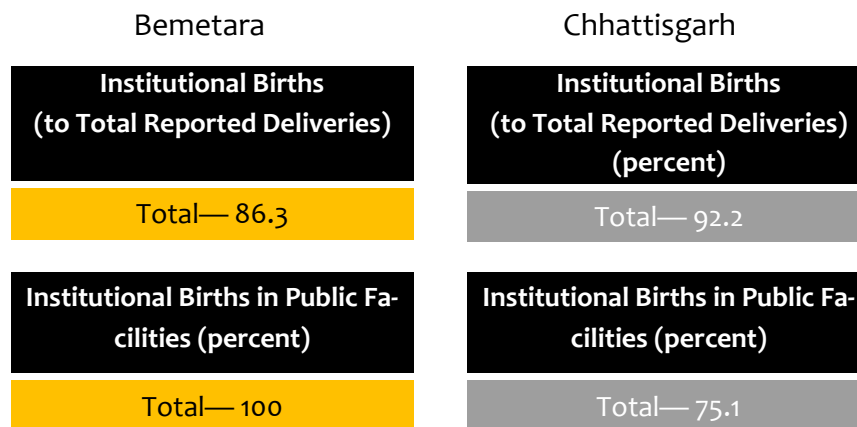 Bemetara
Institutional Births
(to Total Reported Deliveries)
Total— 86.3
Institutional Births in Public Fa-
cilities (percent)
Total— 100
Chhattisgarh
Institutional Births
(to Total Reported Deliveries)
(percent)
Total— 92.2
Institutional Births in Public Fa-
cilities (percent)
Total— 75.1